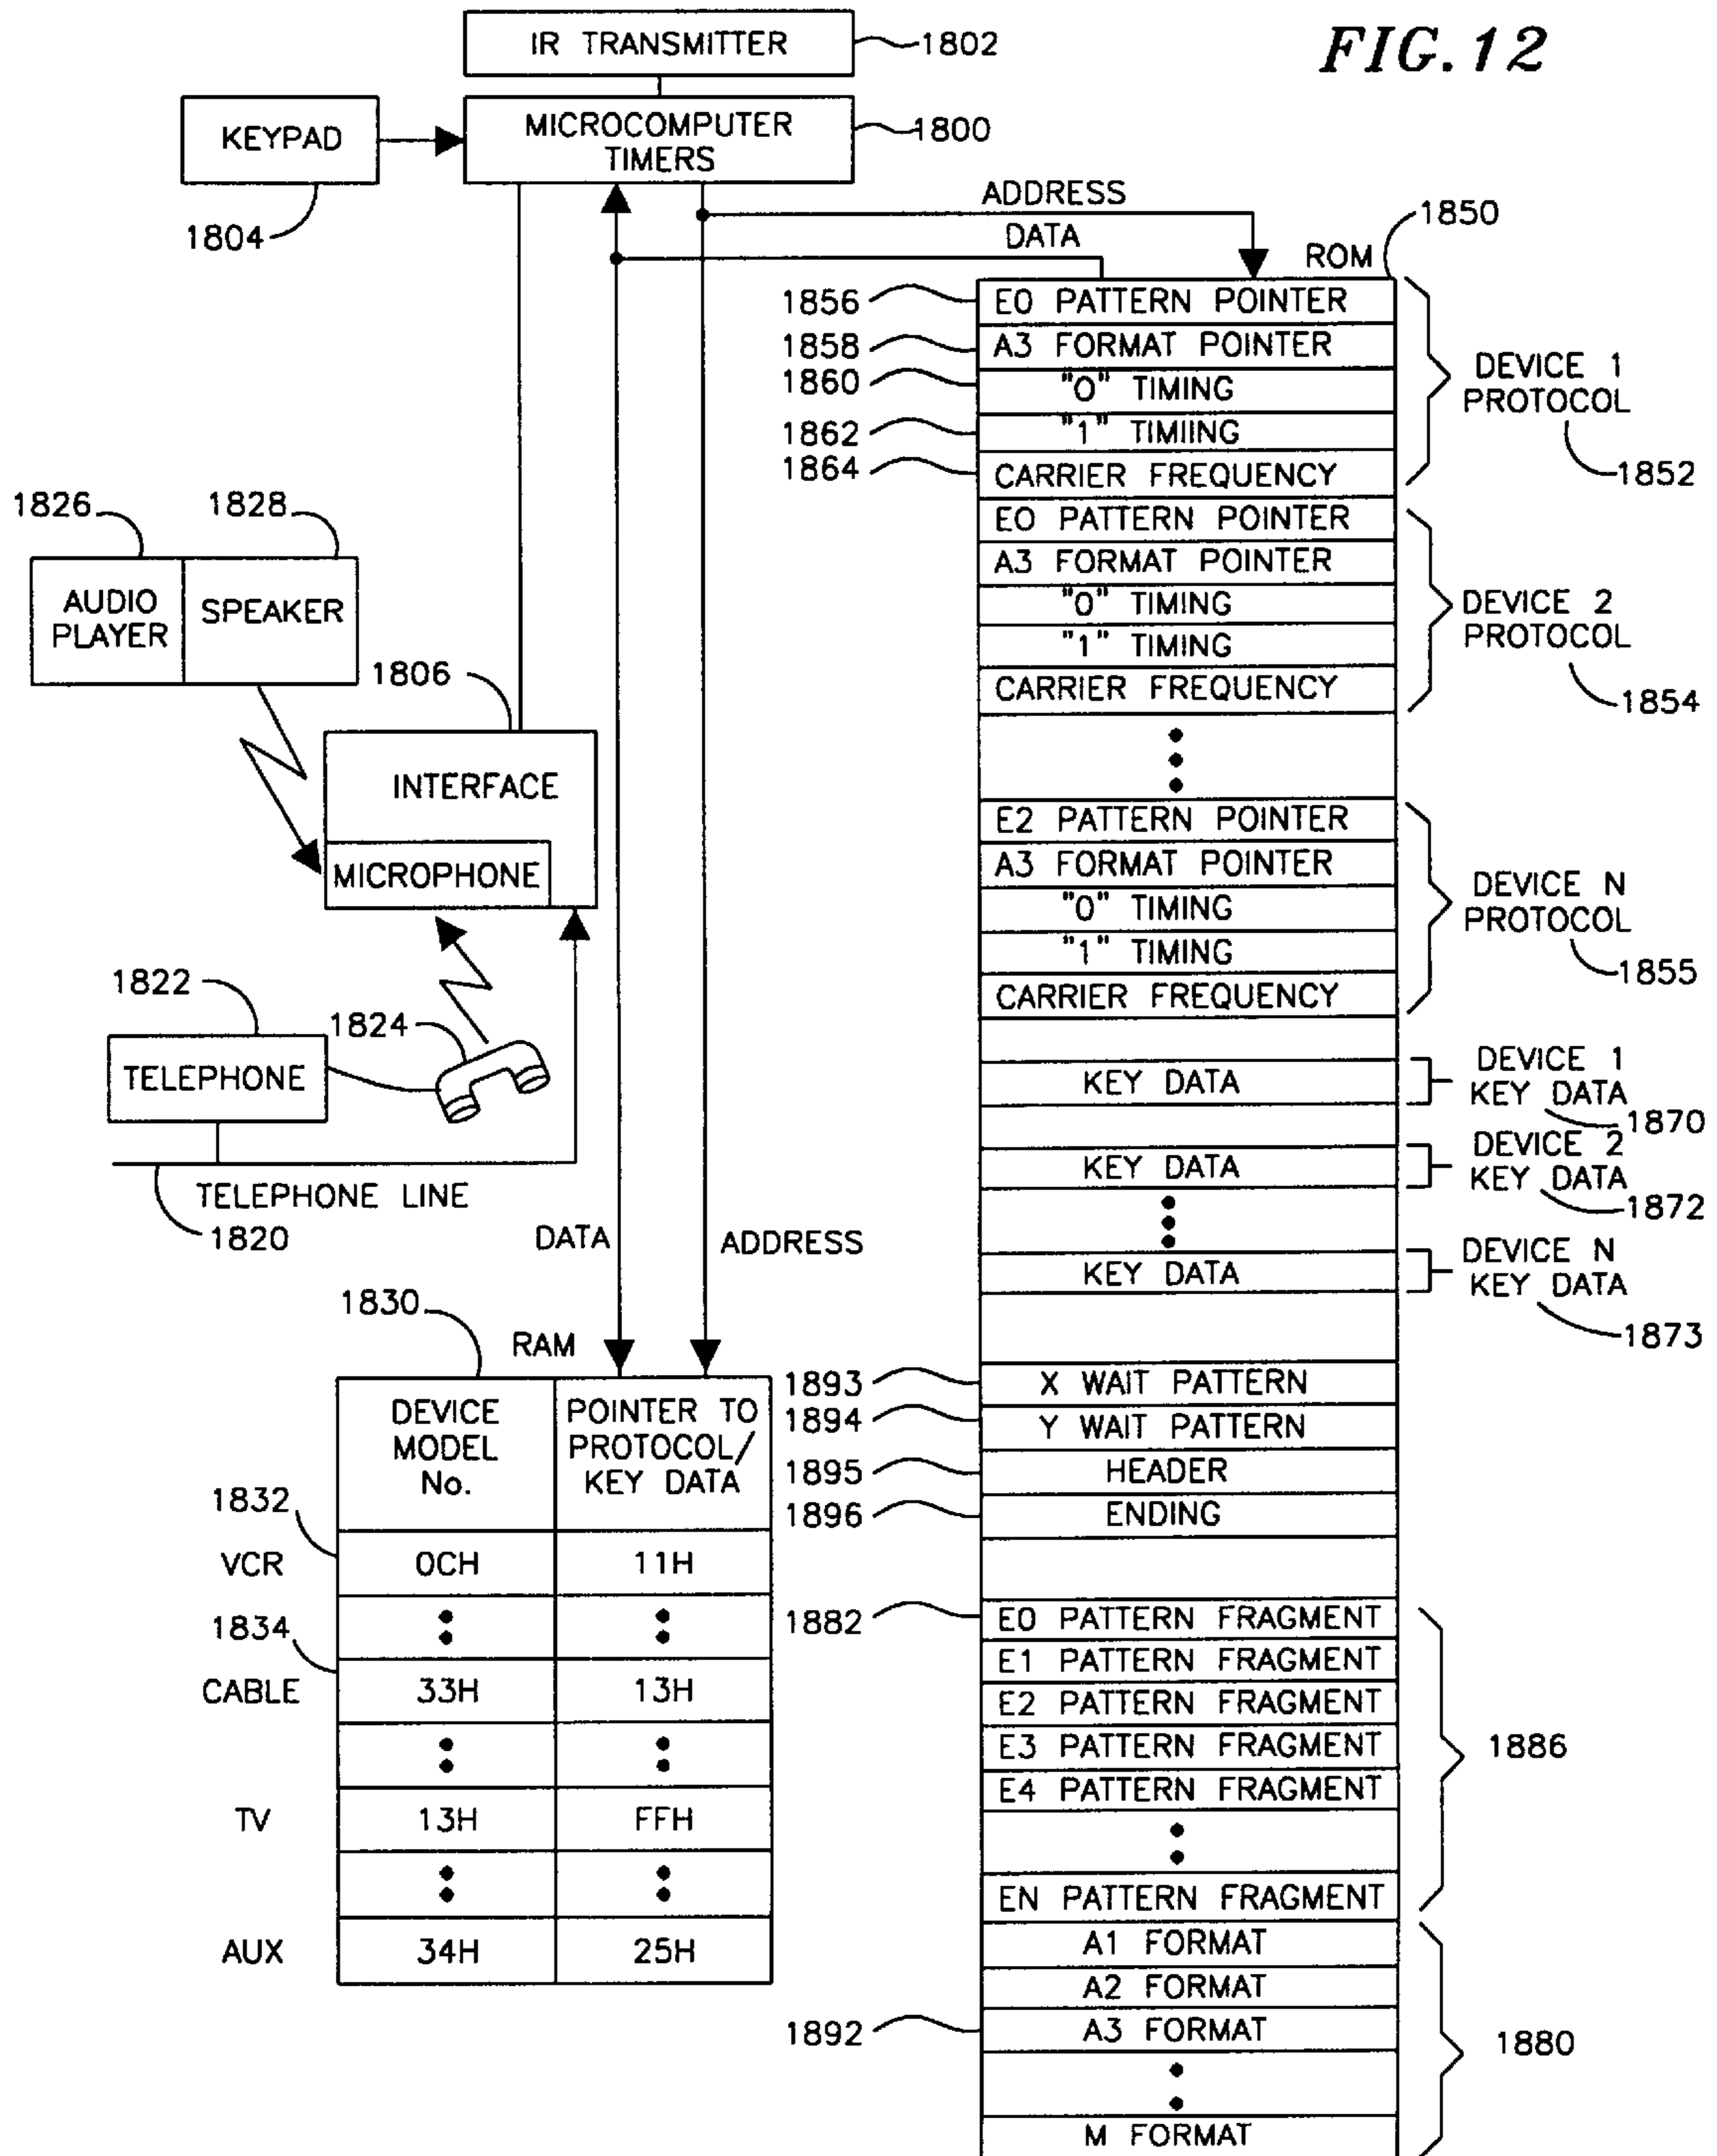 FIG.12
IR TRANSMITTER
1802
KEYPAD
1804
MICROCOMPUTER
TIMERS
1800
ADDRESS
DATA
1850
ROM
1856
E0 PATTERN POINTER
1858
A3 FORMAT POINTER
1860
"0" TIMING
1862
"1" TIMIING
1864
CARRIER FREQUENCY
DEVICE 1
PROTOCOL
1852
E0 PATTERN POINTER
A3 FORMAT POINTER
"0" TIMING
"1" TIMING
CARRIER FREQUENCY
DEVICE 2
PROTOCOL
1854
E2 PATTERN POINTER
A3 FORMAT POINTER
"0" TIMING
"1" TIMING
CARRIER FREQUENCY
DEVICE N
PROTOCOL
1855
1826
1828
AUDIO
PLAYER
SPEAKER
1806
INTERFACE
MICROPHONE
1822
1824
TELEPHONE
TELEPHONE LINE
1820
DATA
ADDRESS
KEY DATA
DEVICE 1
KEY DATA
1870
KEY DATA
DEVICE 2
KEY DATA
1872
KEY DATA
DEVICE N
KEY DATA
1873
1830
RAM
DEVICE
MODEL
No.
POINTER TO
PROTOCOL/
KEY DATA
1832
VCR
0CH
11H
1834
CABLE
33H
13H
TV
13H
FFH
AUX
34H
25H
1893
X WAIT PATTERN
1894
Y WAIT PATTERN
1895
HEADER
1896
ENDING
1882
E0 PATTERN FRAGMENT
E1 PATTERN FRAGMENT
E2 PATTERN FRAGMENT
E3 PATTERN FRAGMENT
E4 PATTERN FRAGMENT
EN PATTERN FRAGMENT
1886
A1 FORMAT
A2 FORMAT
1892
A3 FORMAT
M FORMAT
1880